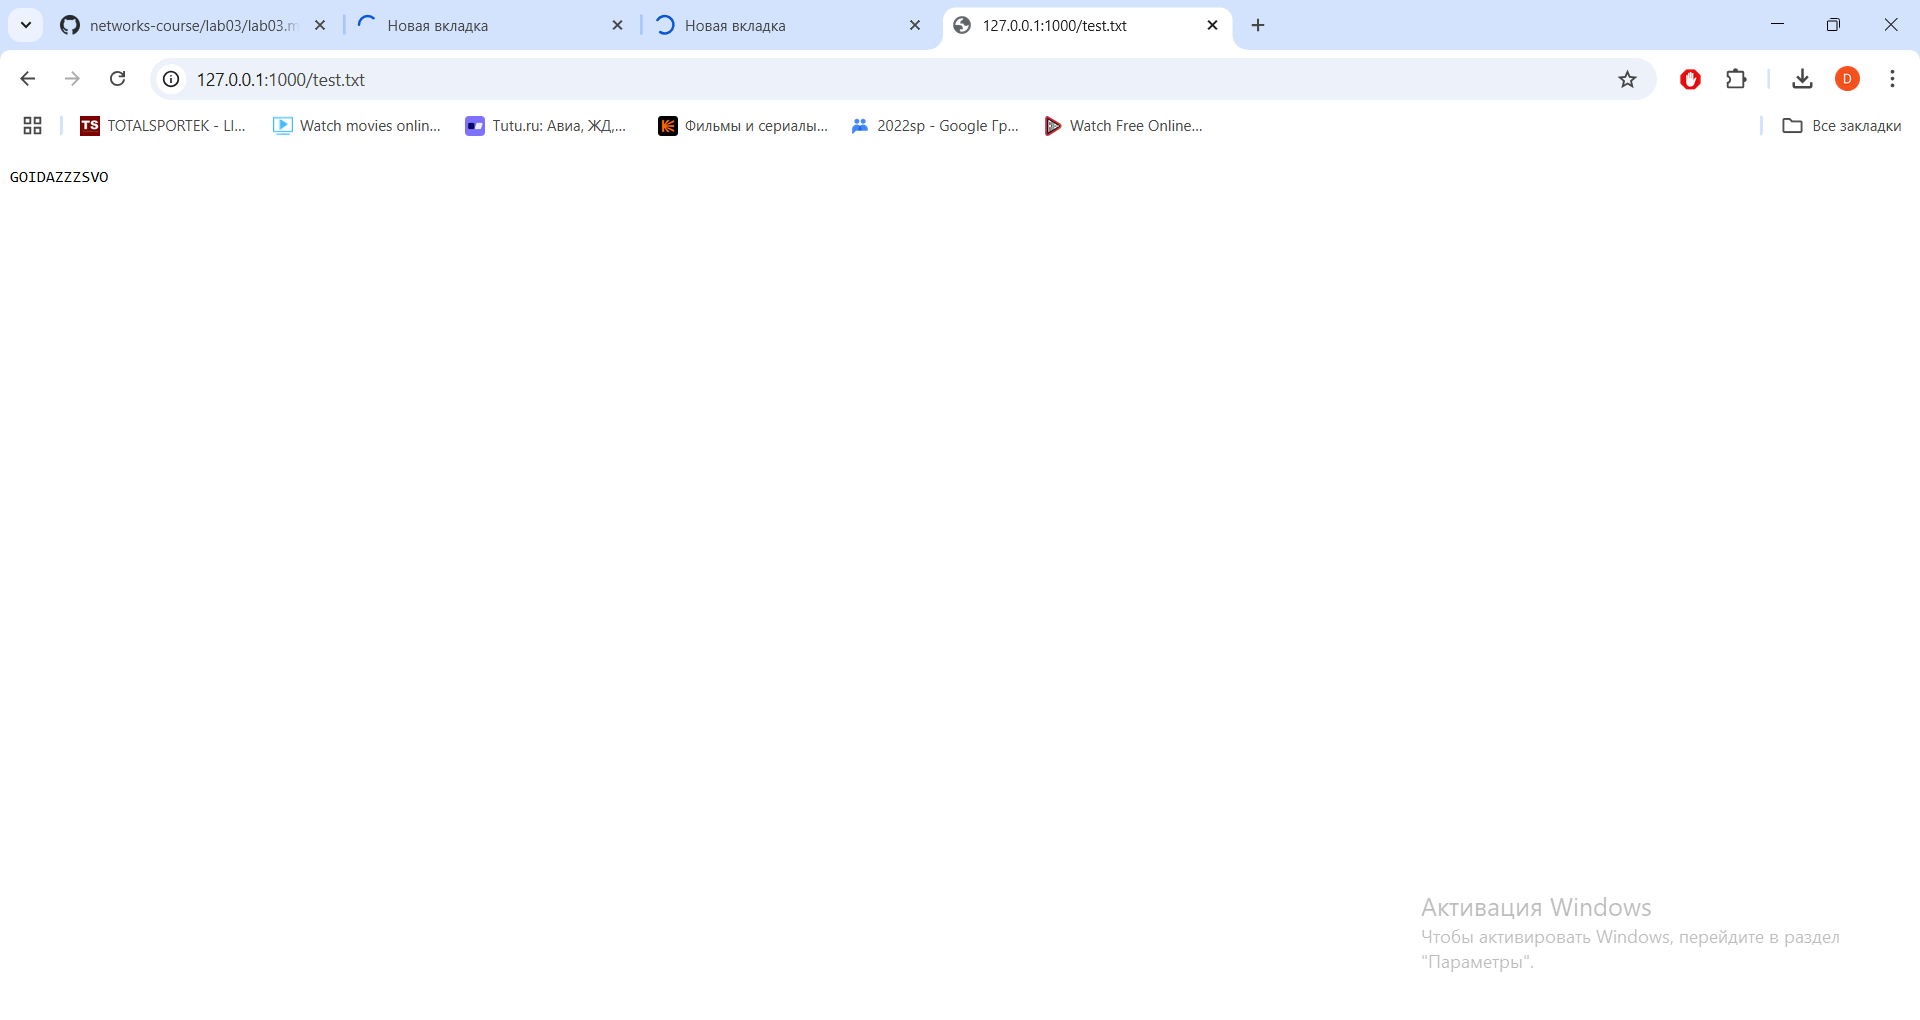 networks-course/lab03/lab03.m
Новая вкладка
Новая вкладка
127.0.0.1:1000/test.txt
127.0.0.1:1000/test.txt
D
TS TOTALSPORTEK - LI...
Watch movies onlin...
Tutu.ru: Авиа, ЖД,...
Фильмы и сериалы...
2022sp - Google Гр...
Watch Free Online...
Все закладки
GOIDAZZZSVO
Активация Windows
Чтобы активировать Windows, перейдите в раздел
"Параметры".